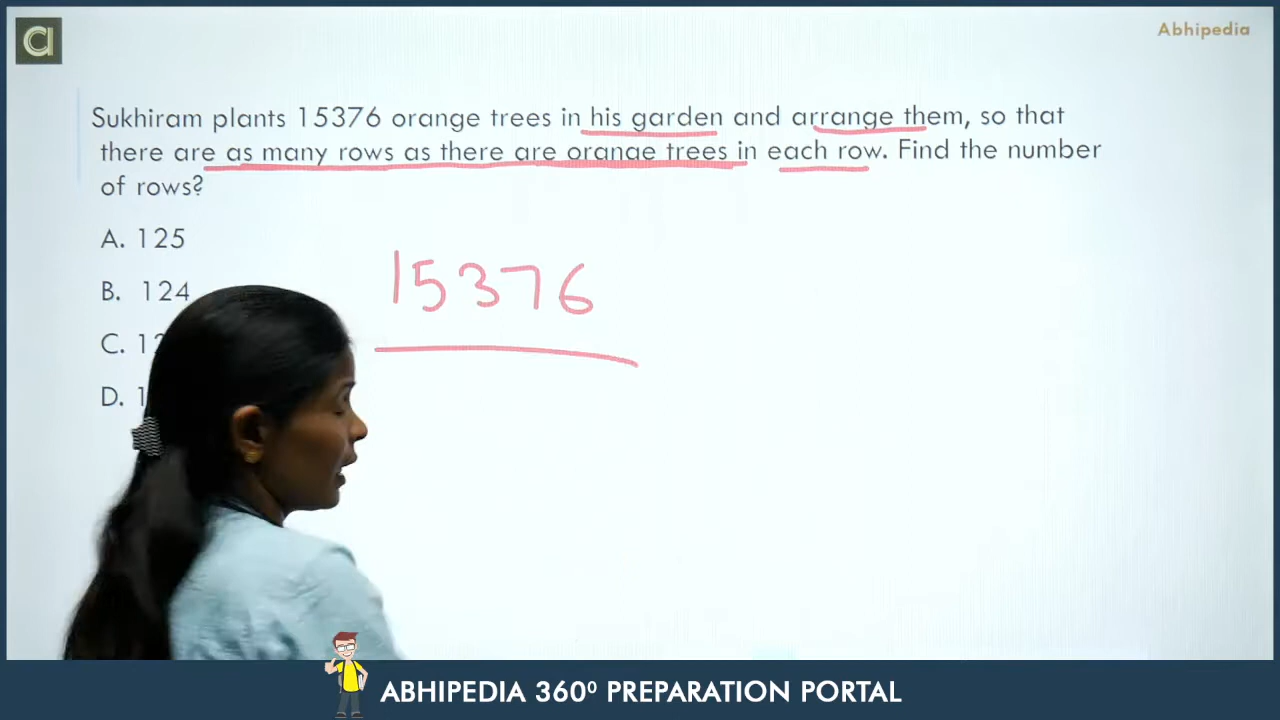 Abhipedia
Sukhiram plants 15376 orange trees in his garden and arrange them, so that
there are as many rows as there are orange trees in each row. Find the number
of rows?
A. 125
B. 124
C.
D.
15376
ABHIPEDIA 360⁰ PREPARATION PORTAL